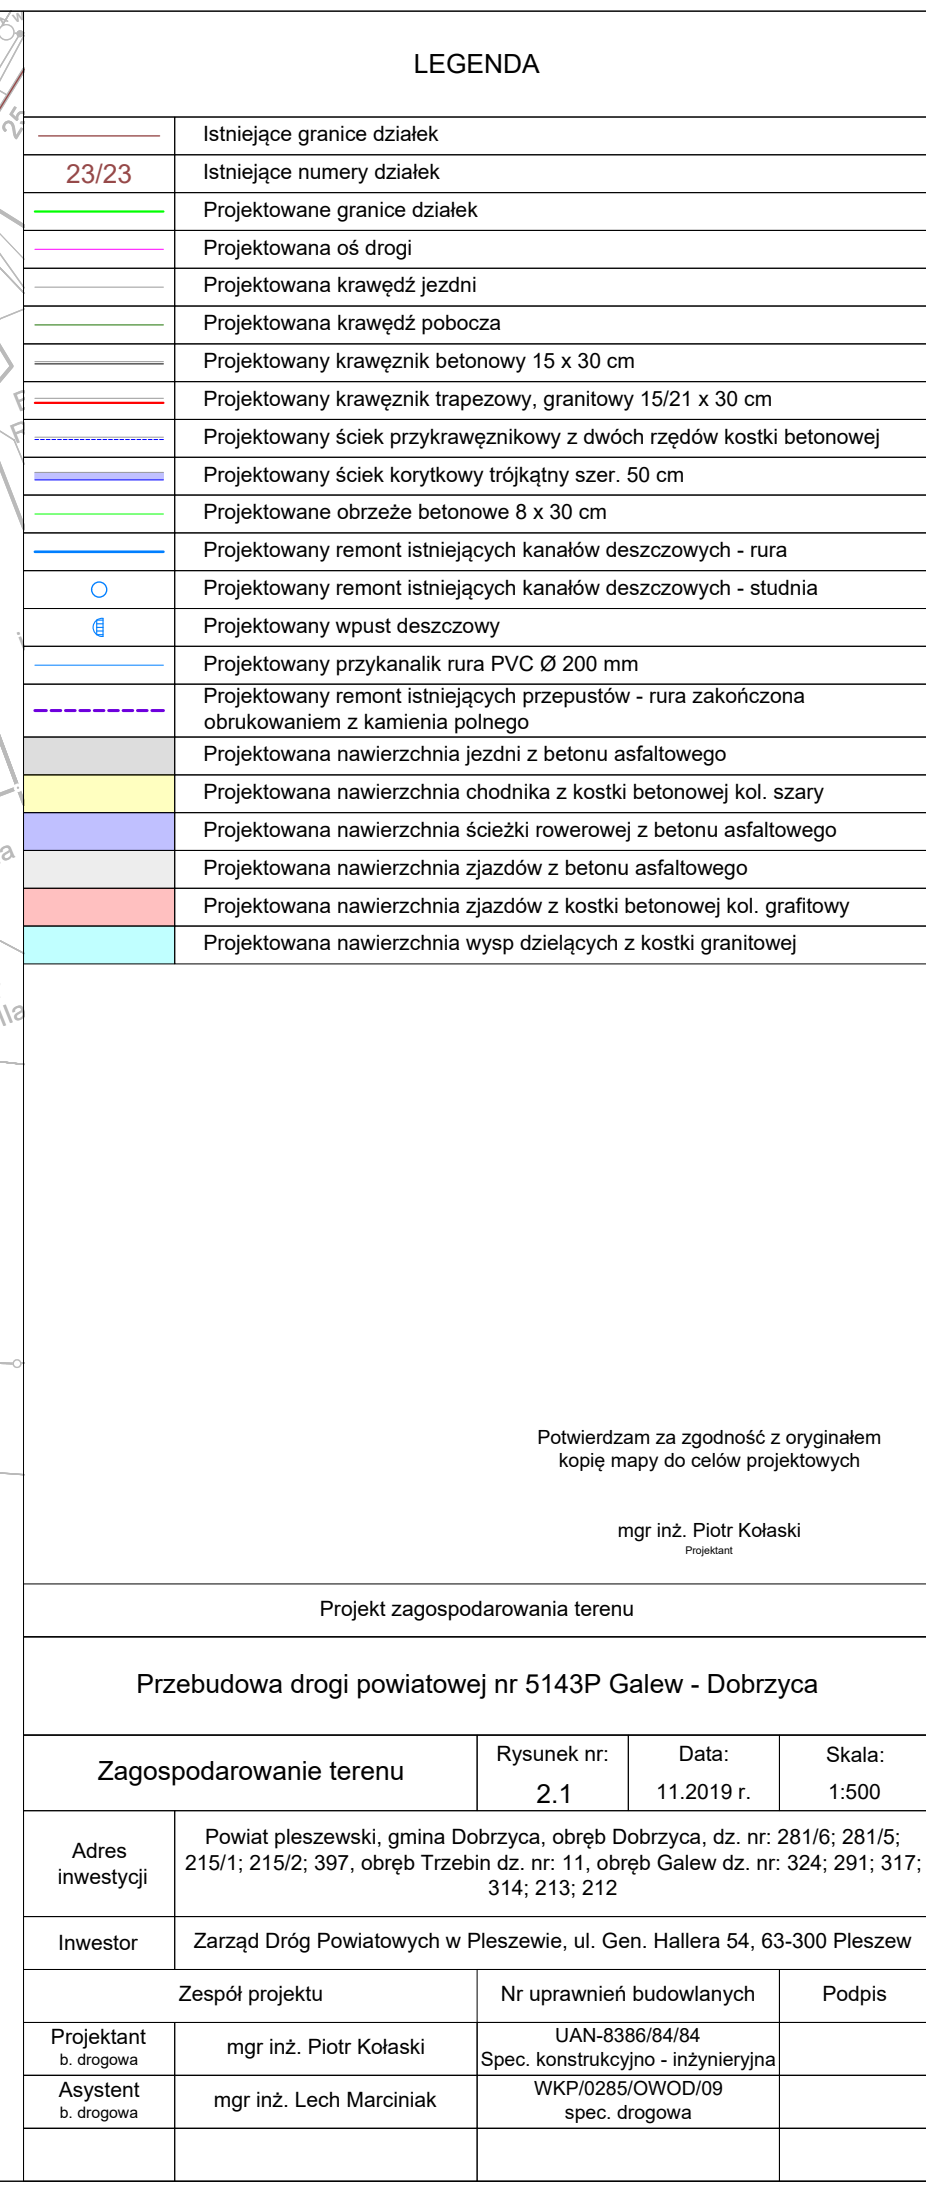 LEGENDA
Istniejące granice działek
23/23
Istniejące numery działek
Projektowane granice działek
Projektowana oś drogi
Projektowana krawędź jezdni
Projektowana krawędź pobocza
Projektowany krawęznik betonowy 15 x 30 cm
Projektowany krawęznik trapezowy, granitowy 15/21 x 30 cm
Projektowany ściek przykrawęznikowy z dwóch rzędów kostki betonowej
Projektowany ściek korytkowy trójkątny szer. 50 cm
Projektowane obrzeże betonowe 8 x 30 cm
Projektowany remont istniejących kanałów deszczowych - rura
Projektowany remont istniejących kanałów deszczowych - studnia
Projektowany wpust deszczowy
Projektowany przykanalik rura PVC Ø 200 mm
Projektowany remont istniejących przepustów - rura zakończona
obrukowaniem z kamienia polnego
Projektowana nawierzchnia jezdni z betonu asfaltowego
Projektowana nawierzchnia chodnika z kostki betonowej kol. szary
Projektowana nawierzchnia ścieżki rowerowej z betonu asfaltowego
Projektowana nawierzchnia zjazdów z betonu asfaltowego
Projektowana nawierzchnia zjazdów z kostki betonowej kol. grafitowy
Projektowana nawierzchnia wysp dzielących z kostki granitowej
Potwierdzam za zgodność z oryginałem
kopię mapy do celów projektowych
mgr inż. Piotr Kołaski
Projektant
Projekt zagospodarowania terenu
Przebudowa drogi powiatowej nr 5143P Galew - Dobrzyca
Zagospodarowanie terenu
Rysunek nr:
2.1
Data:
11.2019 r.
Skala:
1:500
Adres
inwestycji
Powiat pleszewski, gmina Dobrzyca, obręb Dobrzyca, dz. nr: 281/6; 281/5;
215/1; 215/2; 397, obręb Trzebin dz. nr: 11, obręb Galew dz. nr: 324; 291; 317;
314; 213; 212
Inwestor
Zarząd Dróg Powiatowych w Pleszewie, ul. Gen. Hallera 54, 63-300 Pleszew
Zespół projektu
Nr uprawnień budowlanych
Podpis
Projektant
b. drogowa
mgr inż. Piotr Kołaski
UAN-8386/84/84
Spec. konstrukcyjno - inżynieryjna
Asystent
b. drogowa
mgr inż. Lech Marciniak
WKP/0285/OWOD/09
spec. drogowa